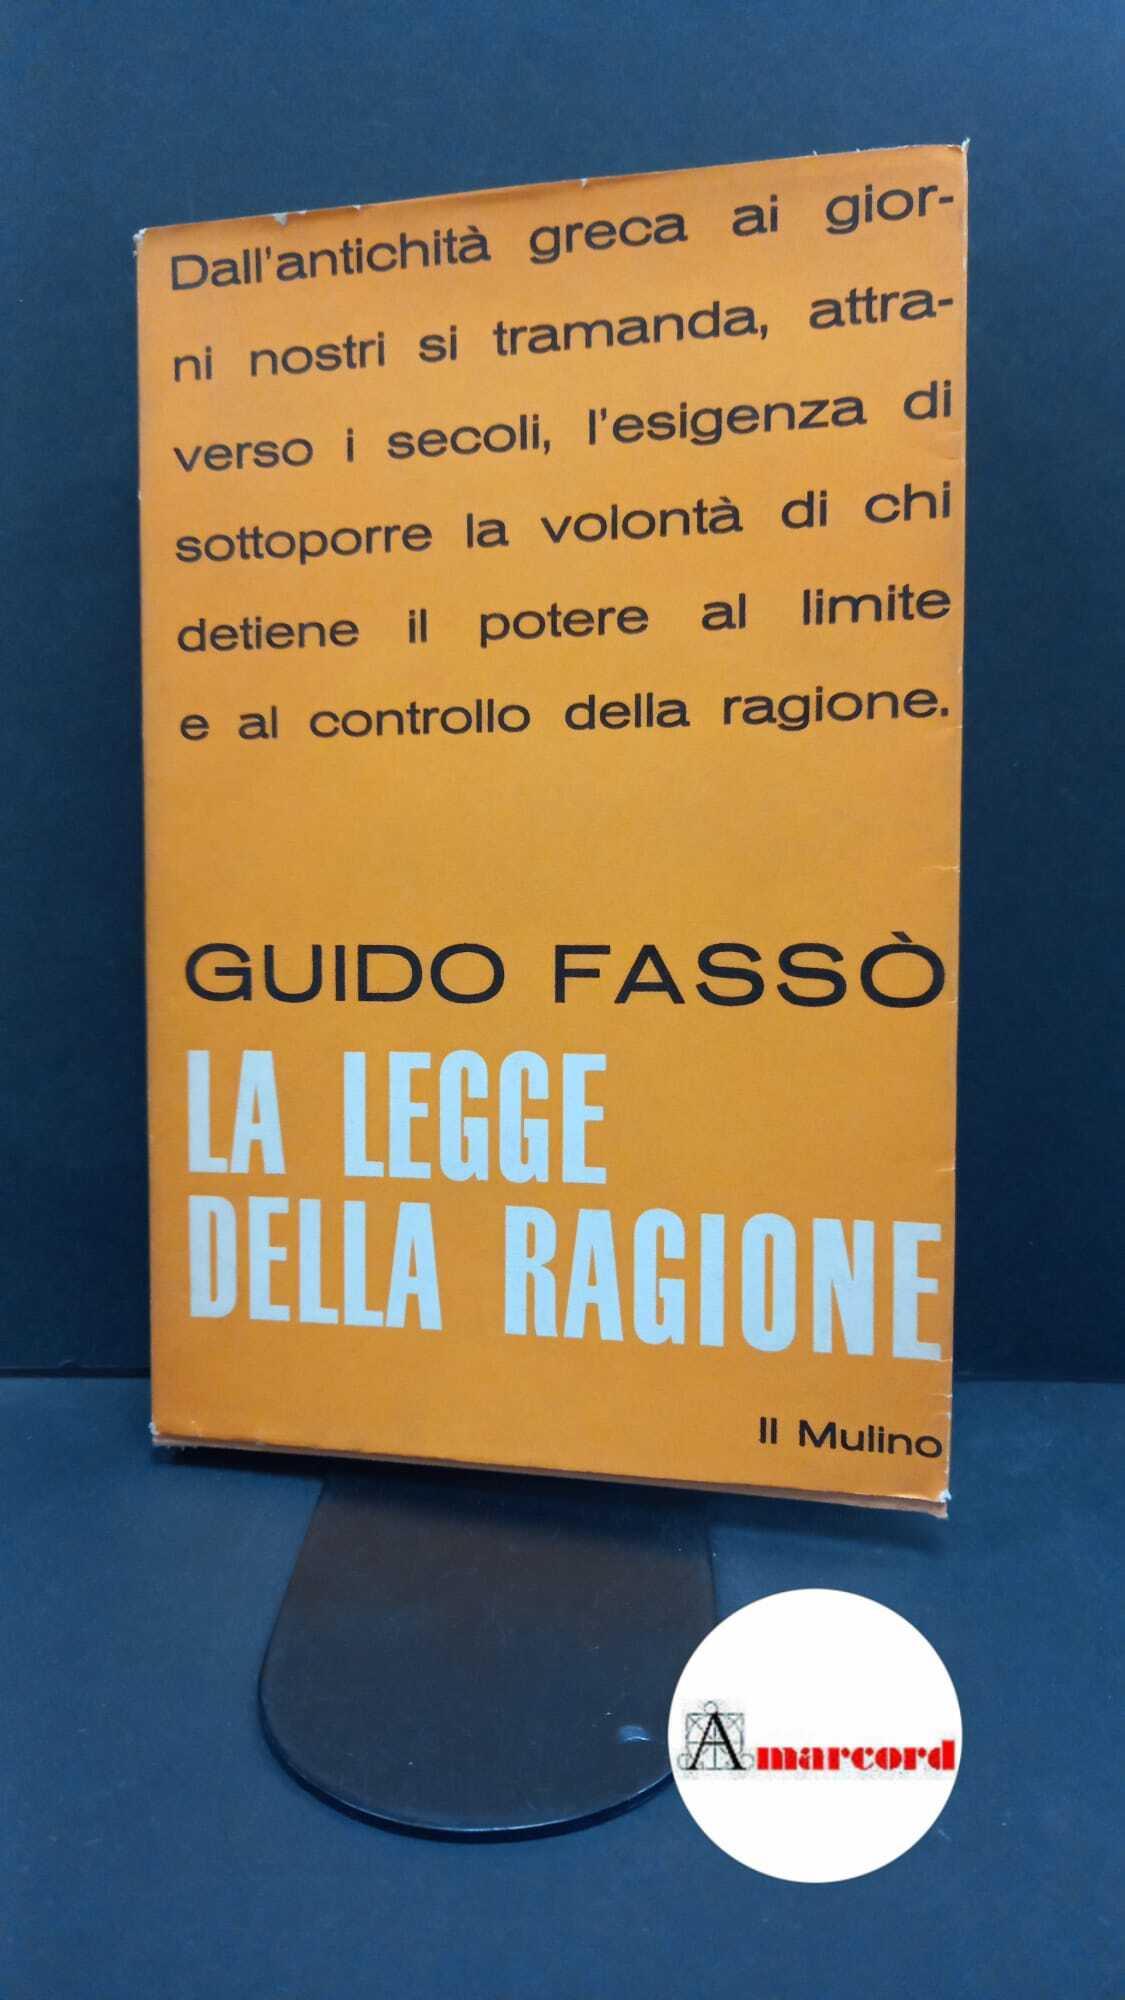 Dall'antichità greca ai gior-
ni nostri si tramanda, attra-
verso i secoli, l'esigenza di
sottoporre la volontà di chi
detiene il potere al limite
e al controllo della ragione.
GUIDO FASSÒ
LA LEGGE
DELLA RAGIONE
Il Mulino
Amarcord